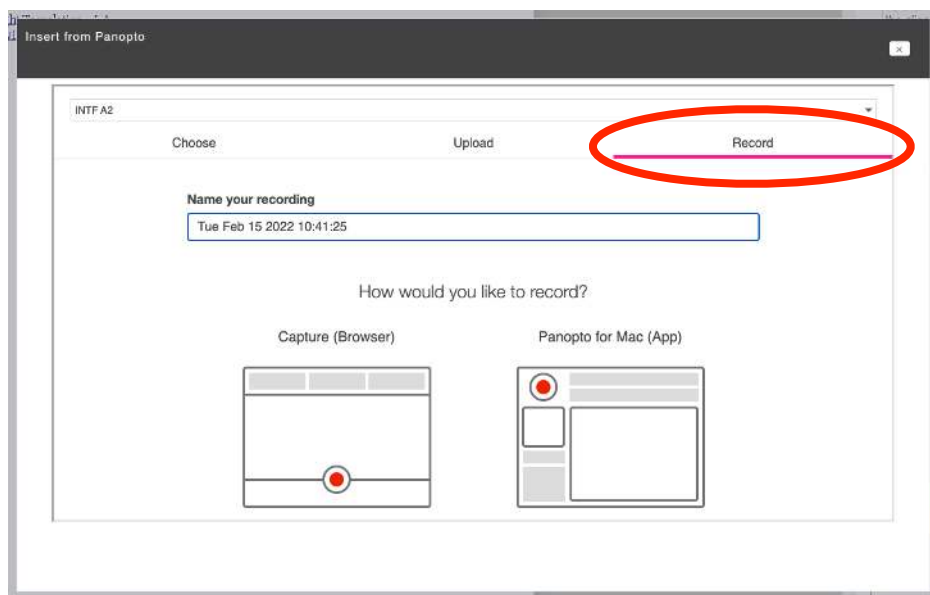 Insert from Panopto
x
INTF A2
Choose Upload Record
Name your recording
Tue Feb 15 2022 10:41:25
How would you like to record?
Capture (Browser) Panopto for Mac (App)